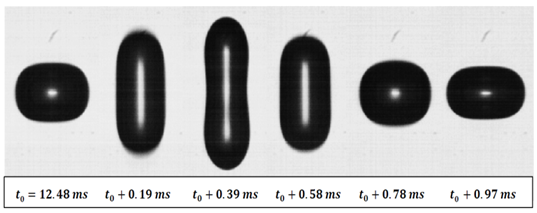 t₀ = 12.48 ms t₀ + 0.19 ms t₀ + 0.39 ms t₀ + 0.58 ms t₀ + 0.78 ms t₀ + 0.97 ms